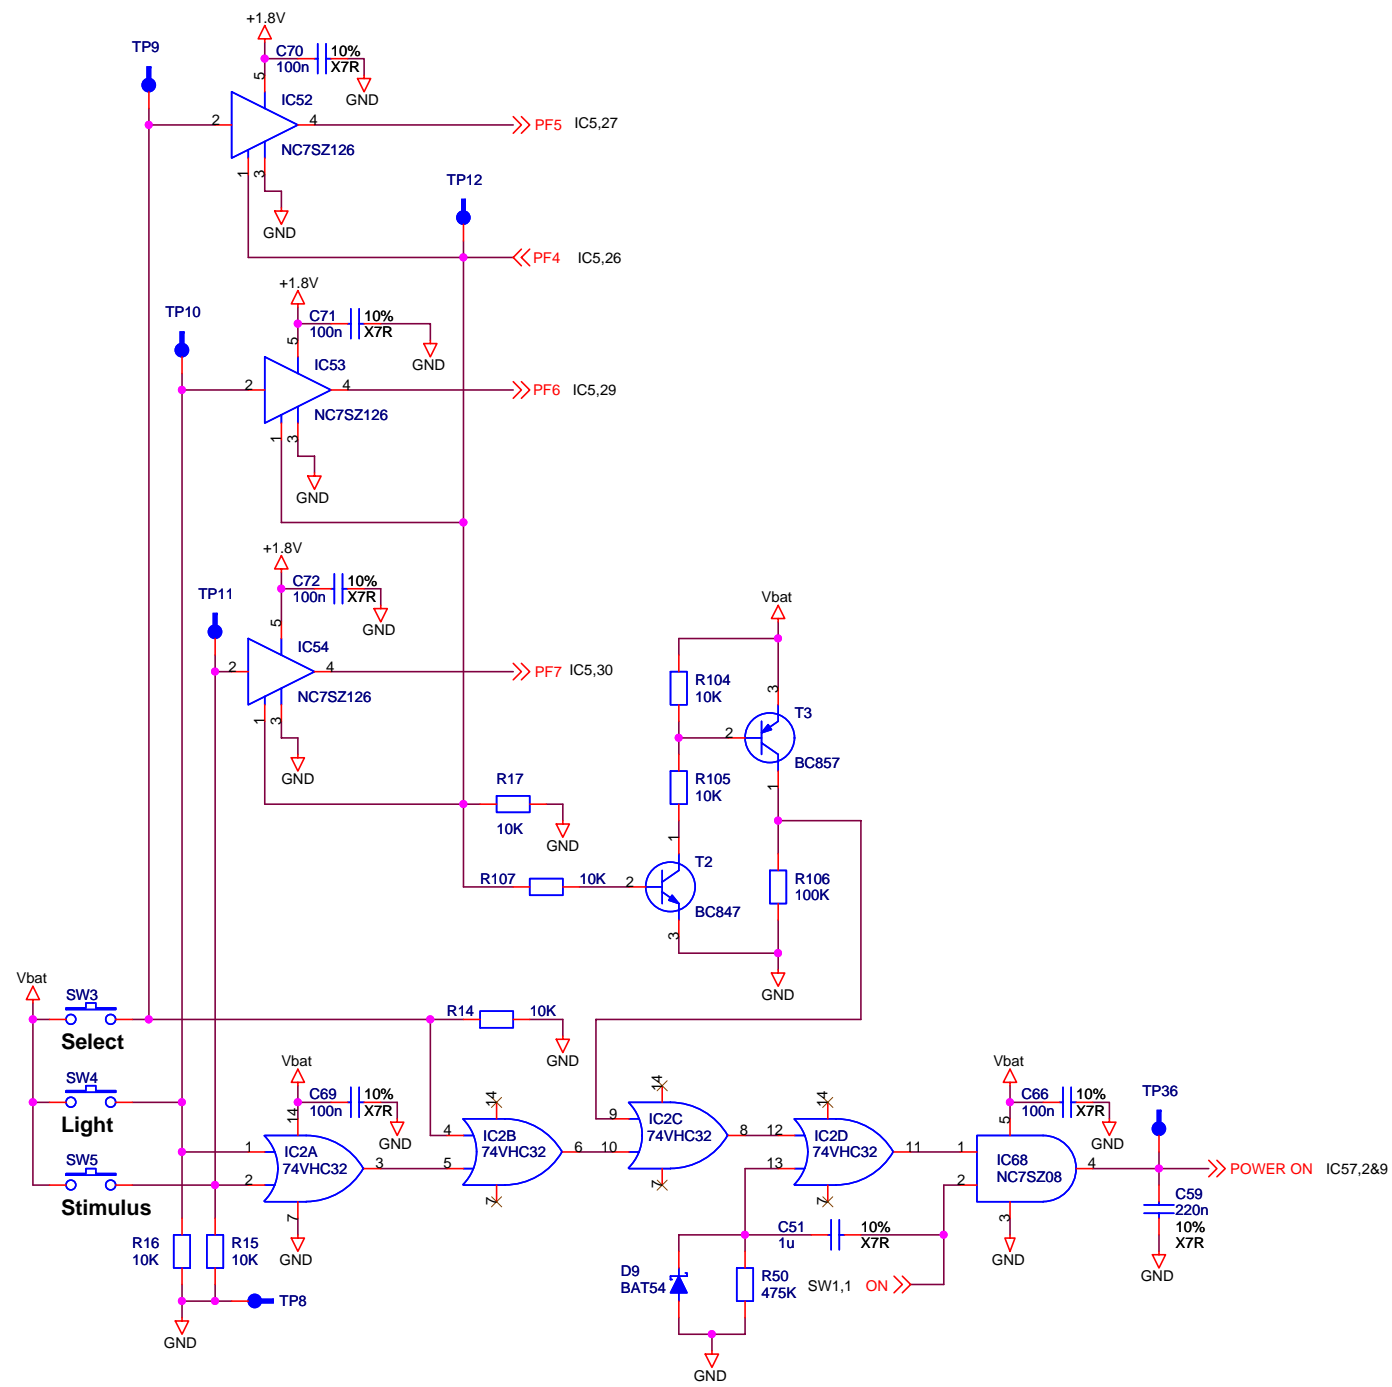 +1.8V
TP9
C70
100n
10%
X7R
GND
5
IC52
2
4
PF5
IC5,27
NC7SZ126
1
3
GND
TP12
PF4
IC5,26
+1.8V
TP10
C71
100n
10%
X7R
GND
5
IC53
2
4
PF6
IC5,29
NC7SZ126
1
3
GND
+1.8V
TP11
C72
100n
10%
X7R
GND
5
IC54
2
4
PF7
IC5,30
NC7SZ126
1
3
GND
Vbat
R104
10K
3
T3
2
BC857
R105
10K
1
R17
10K
GND
1
T2
R107
10K
2
BC847
3
R106
100K
GND
Vbat
SW3
Select
R14
10K
GND
SW4
Light
SW5
Stimulus
Vbat
C69
100n
10%
X7R
GND
14
1
IC2A
74VHC32
2
3
7
GND
14
4
IC2B
74VHC32
5
6
7
14
9
IC2C
74VHC32
10
8
7
14
12
IC2D
74VHC32
13
11
7
Vbat
C66
100n
10%
X7R
GND
5
1
IC68
NC7SZ08
2
4
3
GND
TP36
POWER ON
IC57,2&9
C59
220n
10%
X7R
GND
R16
10K
R15
10K
TP8
GND
C51
1u
10%
X7R
D9
BAT54
R50
475K
SW1,1
ON
GND